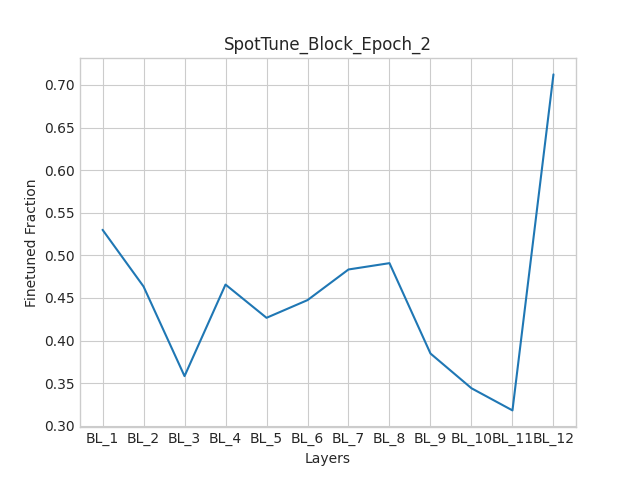 SpotTune_Block_Epoch_2
Finetuned Fraction
0.70
0.65
0.60
0.55
0.50
0.45
0.40
0.35
0.30
BL_1 BL_2 BL_3 BL_4 BL_5 BL_6 BL_7 BL_8 BL_9 BL_10 BL_11 BL_12
Layers